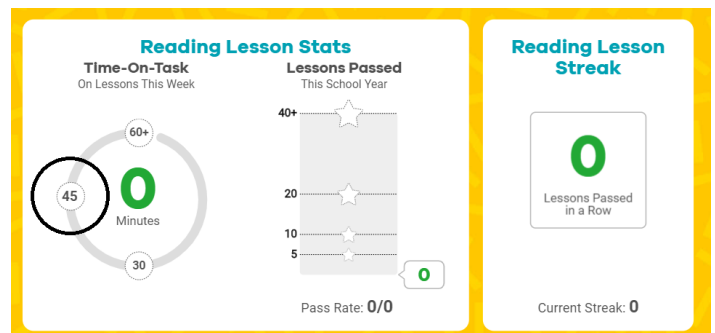 Reading Lesson Stats
Time-On-Task
On Lessons This Week
60+
45
0
Minutes
30
Lessons Passed
This School Year
40+
20
10
5
0
Pass Rate: 0/0
Reading Lesson
Streak
0
Lessons Passed
in a Row
Current Streak: 0